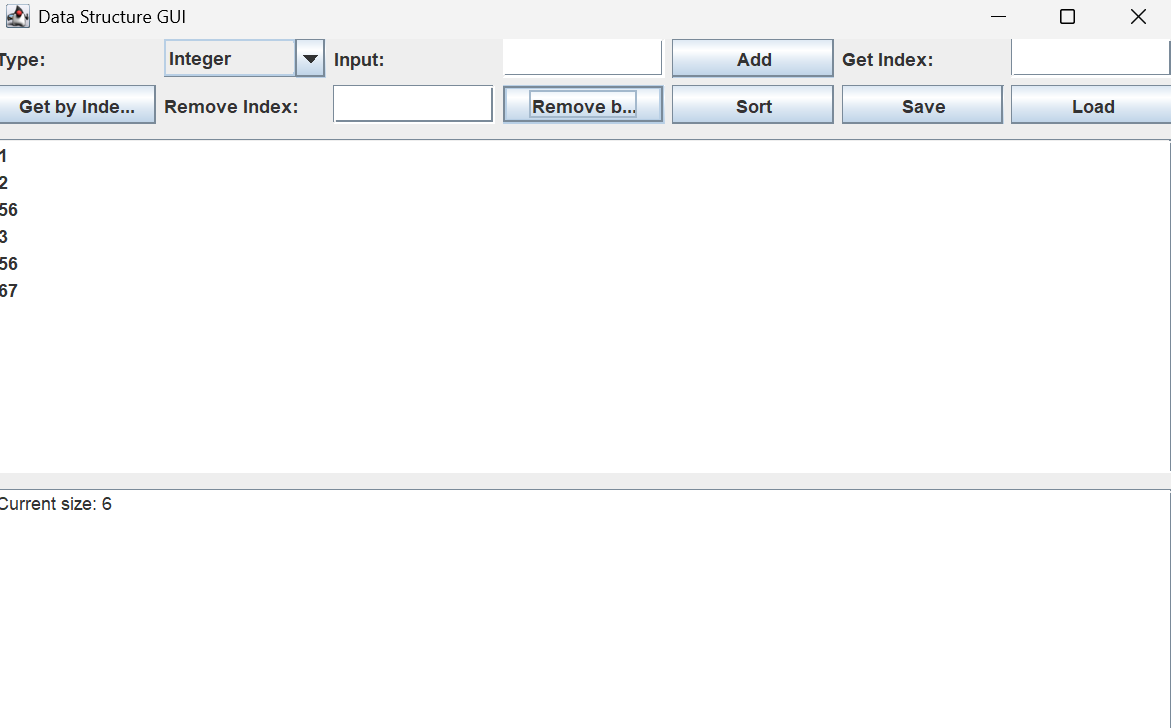 Data Structure GUI
Type: Integer Input: Add Get Index:
Get by Inde... Remove Index: Remove b... Sort Save Load
1
2
56
3
56
67
Current size: 6